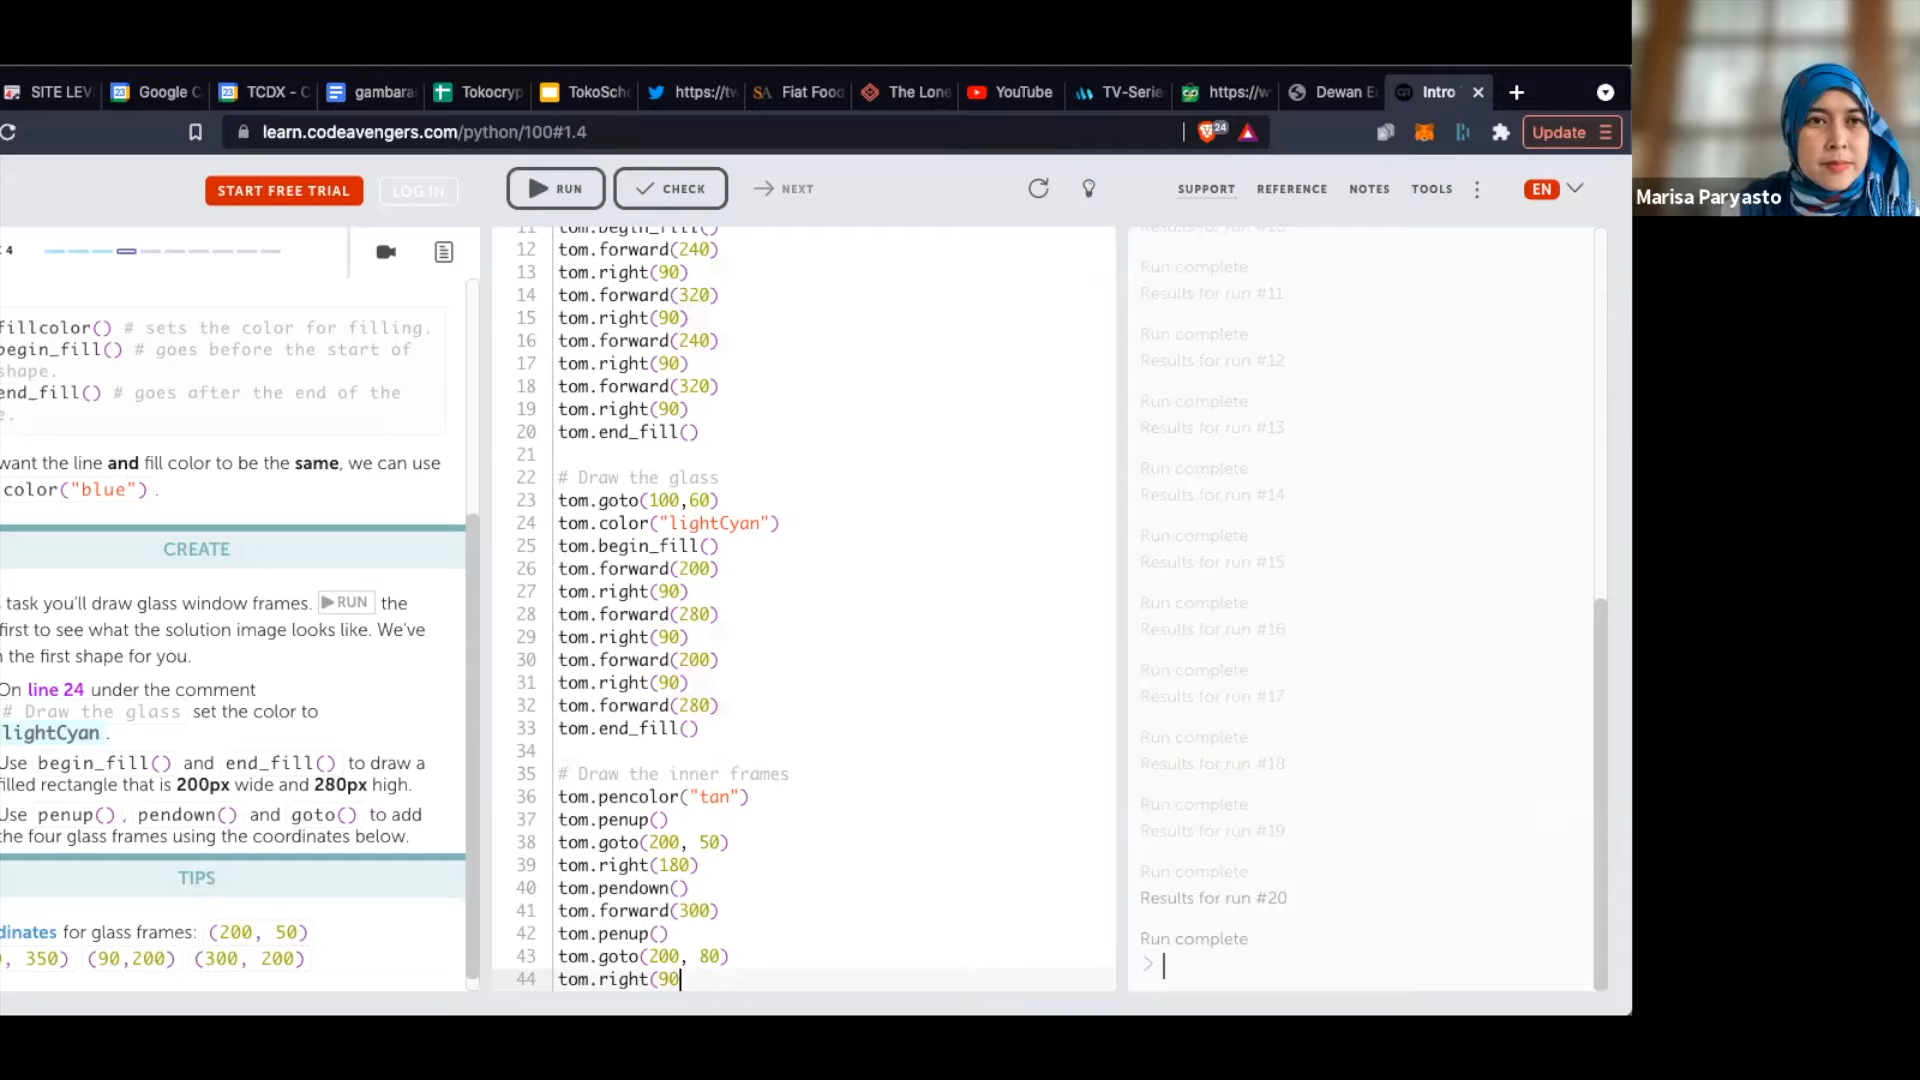 SITE LEV
Google C
TCDX - C
gambara
Tokocryp
TokoScho
https://tw
Fiat Food
The Lone
YouTube
TV-Serie
https://w
Dewan E
Intro
learn.codeavengers.com/python/100#1.4
24
Update
Marisa Paryasto
START FREE TRIAL
LOG IN
RUN
CHECK
NEXT
SUPPORT
REFERENCE
NOTES
TOOLS
EN
4
fillcolor() # sets the color for filling.
begin_fill() # goes before the start of
shape.
end_fill() # goes after the end of the
e.
want the line and fill color to be the same, we can use
color("blue") .
CREATE
task you'll draw glass window frames. RUN the
first to see what the solution image looks like. We've
the first shape for you.
On line 24 under the comment
# Draw the glass set the color to
lightCyan .
Use begin_fill() and end_fill() to draw a
filled rectangle that is 200px wide and 280px high.
Use penup() , pendown() and goto() to add
the four glass frames using the coordinates below.
TIPS
dinates for glass frames: (200, 50)
, 350) (90,200) (300, 200)
11 tom.begin_fill()
12 tom.forward(240)
13 tom.right(90)
14 tom.forward(320)
15 tom.right(90)
16 tom.forward(240)
17 tom.right(90)
18 tom.forward(320)
19 tom.right(90)
20 tom.end_fill()
21
22 # Draw the glass
23 tom.goto(100,60)
24 tom.color("lightCyan")
25 tom.begin_fill()
26 tom.forward(200)
27 tom.right(90)
28 tom.forward(280)
29 tom.right(90)
30 tom.forward(200)
31 tom.right(90)
32 tom.forward(280)
33 tom.end_fill()
34
35 # Draw the inner frames
36 tom.pencolor("tan")
37 tom.penup()
38 tom.goto(200, 50)
39 tom.right(180)
40 tom.pendown()
41 tom.forward(300)
42 tom.penup()
43 tom.goto(200, 80)
44 tom.right(90
Results for run #10
Run complete
Results for run #11
Run complete
Results for run #12
Run complete
Results for run #13
Run complete
Results for run #14
Run complete
Results for run #15
Run complete
Results for run #16
Run complete
Results for run #17
Run complete
Results for run #18
Run complete
Results for run #19
Run complete
Results for run #20
Run complete
>